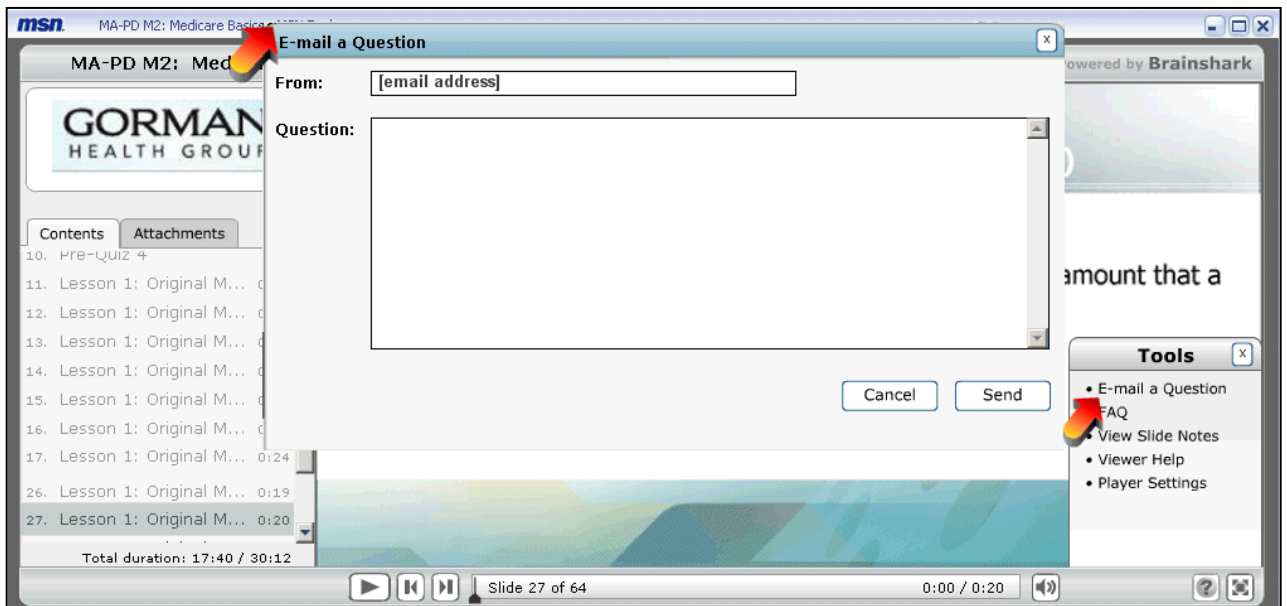 msn. MA-PD M2: Medicare Basics
E-mail a Question
x
MA-PD M2: Med
owered by Brainshark
From: [email address]
GORMAN
HEALTH GROUP
Question:
)
Contents Attachments
10. Pre-Quiz 4
11. Lesson 1: Original M...
12. Lesson 1: Original M...
13. Lesson 1: Original M...
14. Lesson 1: Original M...
15. Lesson 1: Original M...
16. Lesson 1: Original M...
17. Lesson 1: Original M... 0:24
26. Lesson 1: Original M... 0:19
27. Lesson 1: Original M... 0:20
Total duration: 17:40 / 30:12
amount that a
Cancel Send
Tools x
• E-mail a Question
• FAQ
• View Slide Notes
• Viewer Help
• Player Settings
Slide 27 of 64 0:00 / 0:20
?